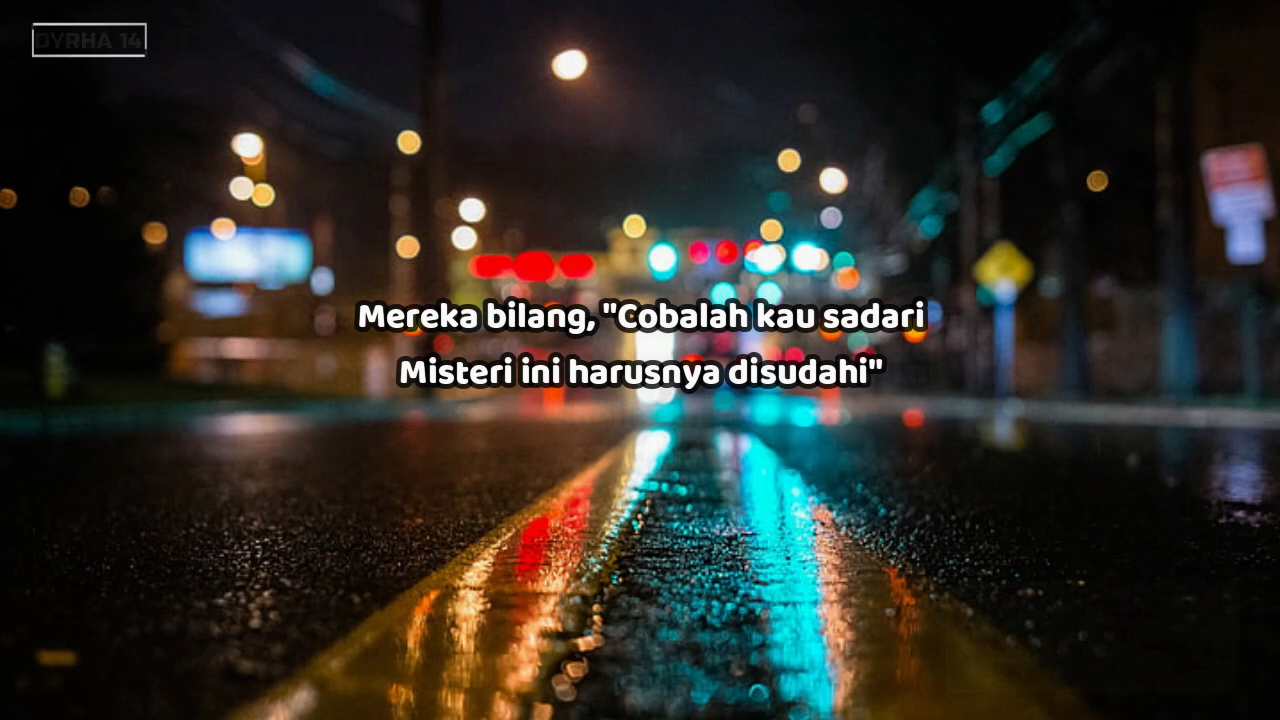 DYRHA 14
Mereka bilang, "Cobalah kau sadari
Misteri ini harusnya disudahi"